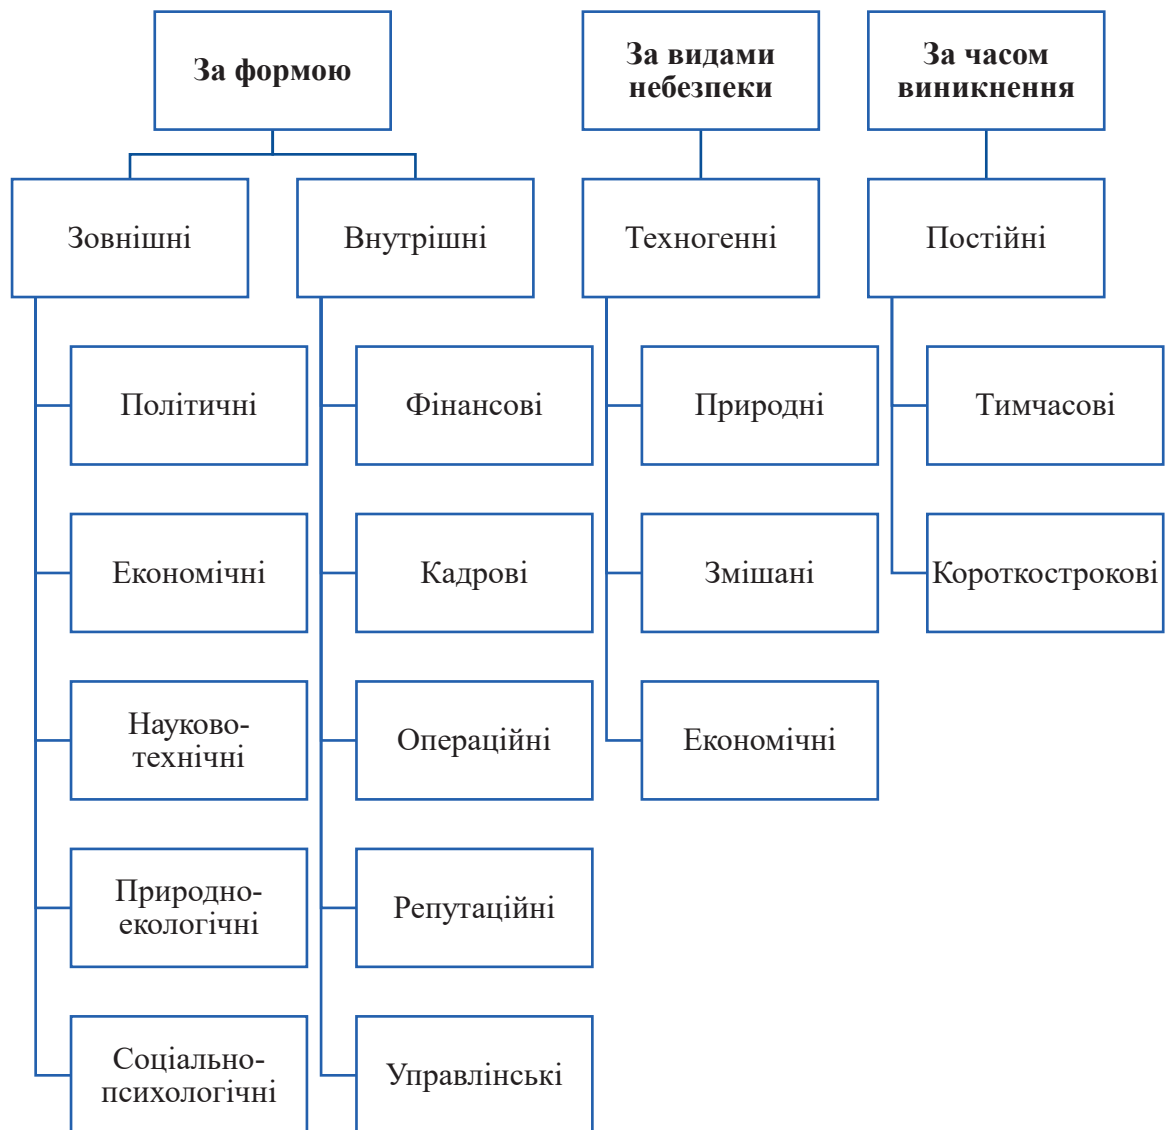 За формою
За видами
небезпеки
За часом
виникнення
Зовнішні
Внутрішні
Техногенні
Постійні
Політичні
Фінансові
Природні
Тимчасові
Економічні
Кадрові
Змішані
Короткострокові
Науково-
технічні
Операційні
Економічні
Природно-
екологічні
Репутаційні
Соціально-
психологічні
Управлінські